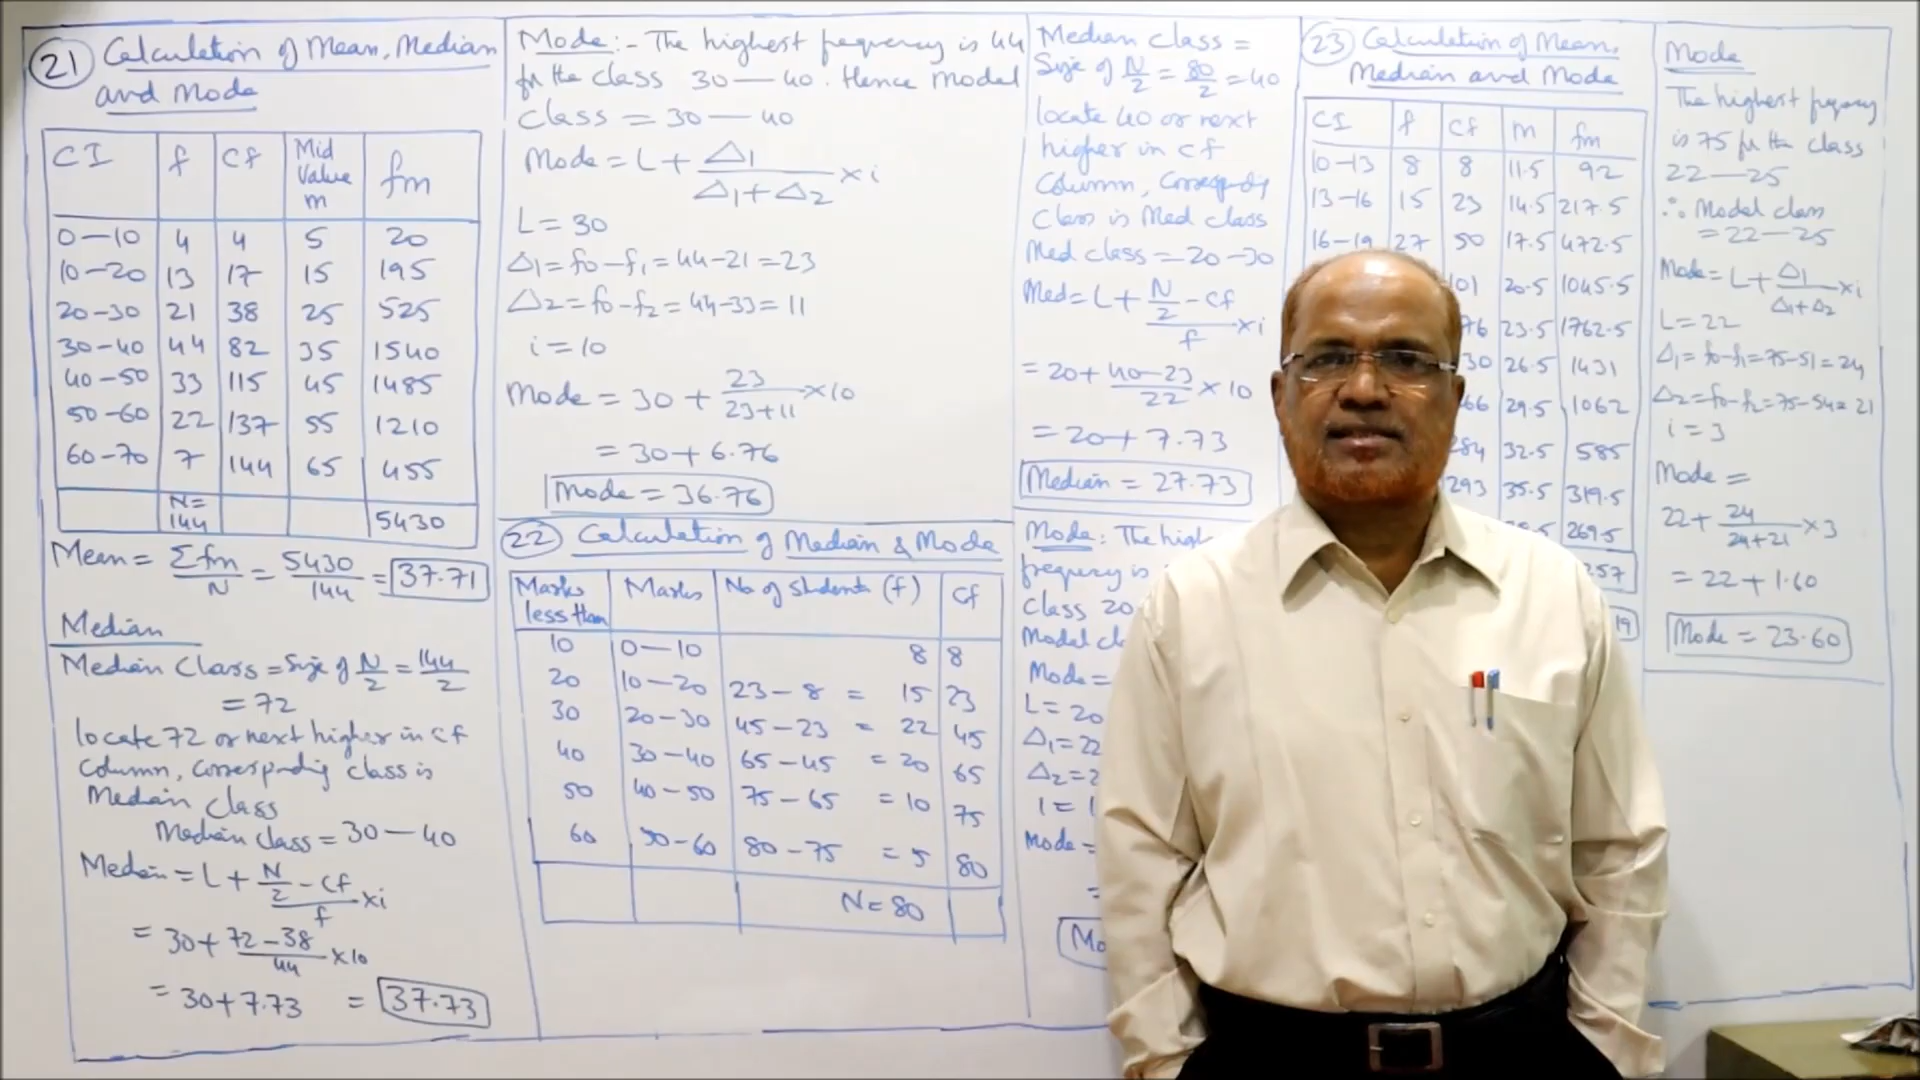 21 Calculation of Mean, Median
and Mode
CI f Cf Mid Value m fm
0—10 4 4 5 20
10—20 13 17 15 195
20-30 21 38 25 525
30-40 44 82 35 1540
40-50 33 115 45 1485
50-60 22 137 55 1210
60-70 7 144 65 455
N= 144 5430
Mean = Σfm/N = 5430/144 = 37.71
Median
Median Class = Size of N/2 = 144/2
= 72
locate 72 or next higher in cf
Column, Corresponding class is
Median class
Median class = 30—40
Median = L + (N/2 - cf)/f × i
= 30 + (72-38)/44 × 10
= 30+7.73 = 37.73
Mode:- The highest frequency is 44
for the class 30—40. Hence modal
class = 30—40
Mode = L + Δ1/(Δ1+Δ2) × i
L = 30
Δ1 = f0-f1 = 44-21 = 23
Δ2 = f0-f2 = 44-33 = 11
i = 10
Mode = 30 + 23/(23+11) × 10
= 30+6.76
Mode = 36.76
22 Calculation of Median & Mode
Marks less than Marks No of Students (f) Cf
10 0—10 8 8
20 10—20 23-8 = 15 23
30 20-30 45-23 = 22 45
40 30-40 65-45 = 20 65
50 40-50 75-65 = 10 75
60 50-60 80-75 = 5 80
N=80
Median class =
Size of N/2 = 80/2 = 40
locate 40 or next
higher in cf
Column, Corresponding
Class is Med class
Med class = 20-30
Med = L + (N/2 - cf)/f × i
= 20 + (40-23)/22 × 10
= 20+7.73
Median = 27.73
Mode: The high
frequency is
class 20
Modal cl
Mode =
L = 20
Δ1 = 22
Δ2 = 2
i = 1
Mode =
=
Mo
23 Calculation of Mean,
Median and Mode
CI f Cf m fm
10-13 8 8 11.5 92
13-16 15 23 14.5 217.5
16-19 27 50 17.5 472.5
101 20.5 1045.5
76 23.5 1762.5
30 26.5 1431
66 29.5 1062
284 32.5 585
293 35.5 319.5
.5 269.5
257
19
Mode
The highest frequency
is 75 for the class
22—25
∴ Modal class
= 22—25
Mode = L + Δ1/(Δ1+Δ2) × i
L = 22
Δ1 = f0-f1 = 75-51 = 24
Δ2 = f0-f2 = 75-54 = 21
i = 3
Mode =
22 + 24/(24+21) × 3
= 22 + 1.60
Mode = 23.60